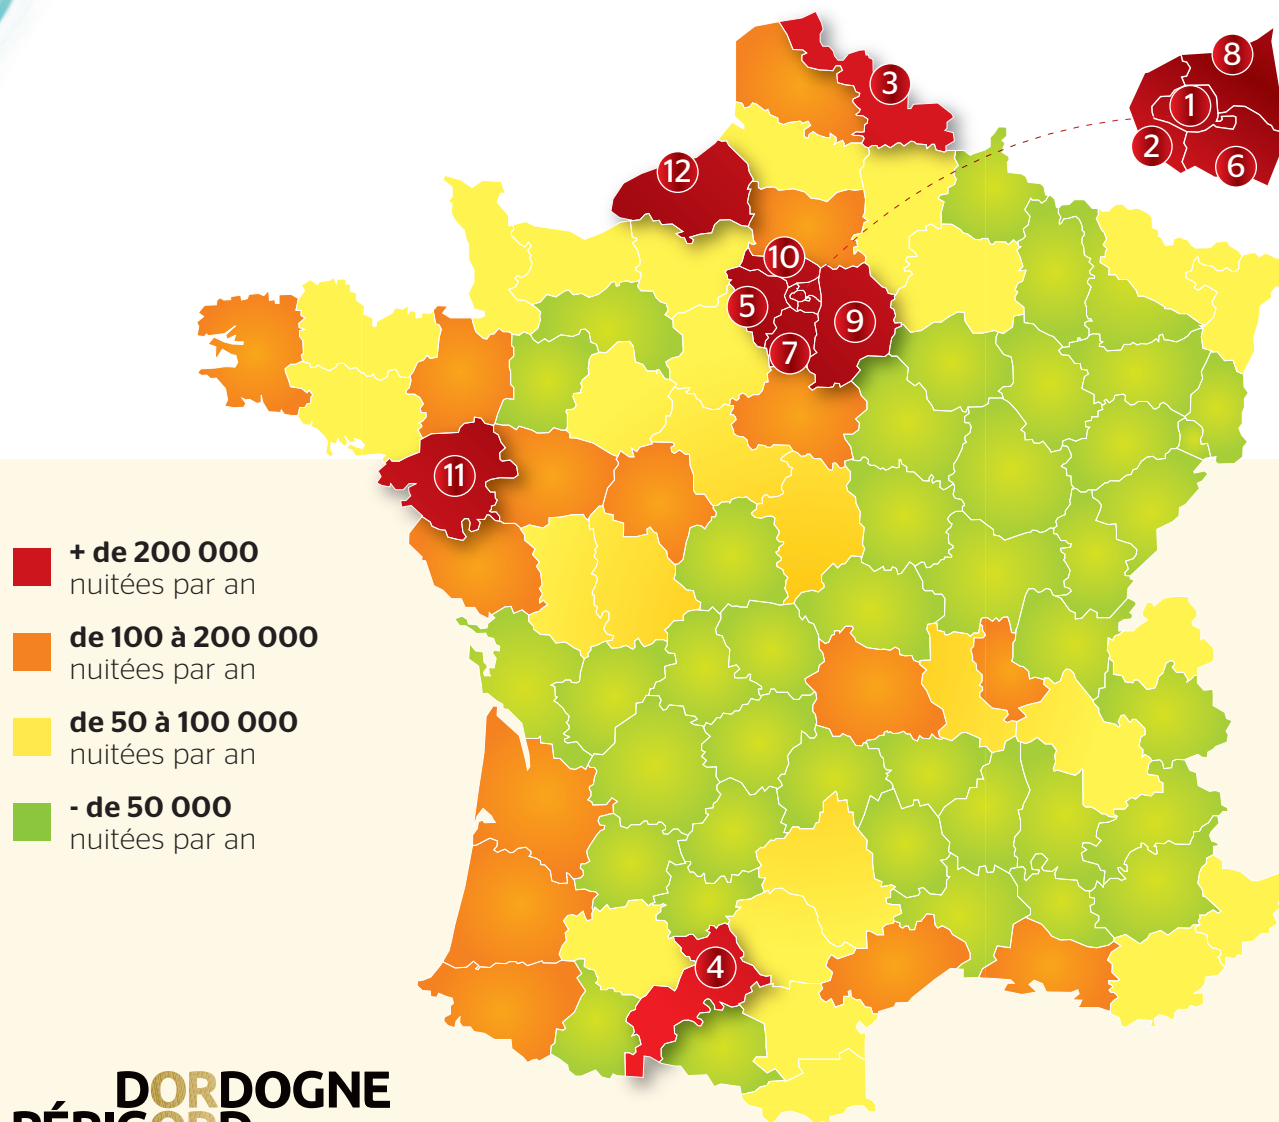 8
3
1
2
6
12
10
5
9
7
11
+ de 200 000
nuitées par an
de 100 à 200 000
nuitées par an
de 50 à 100 000
nuitées par an
- de 50 000
nuitées par an
4
DORDOGNE
PÉRIGORD